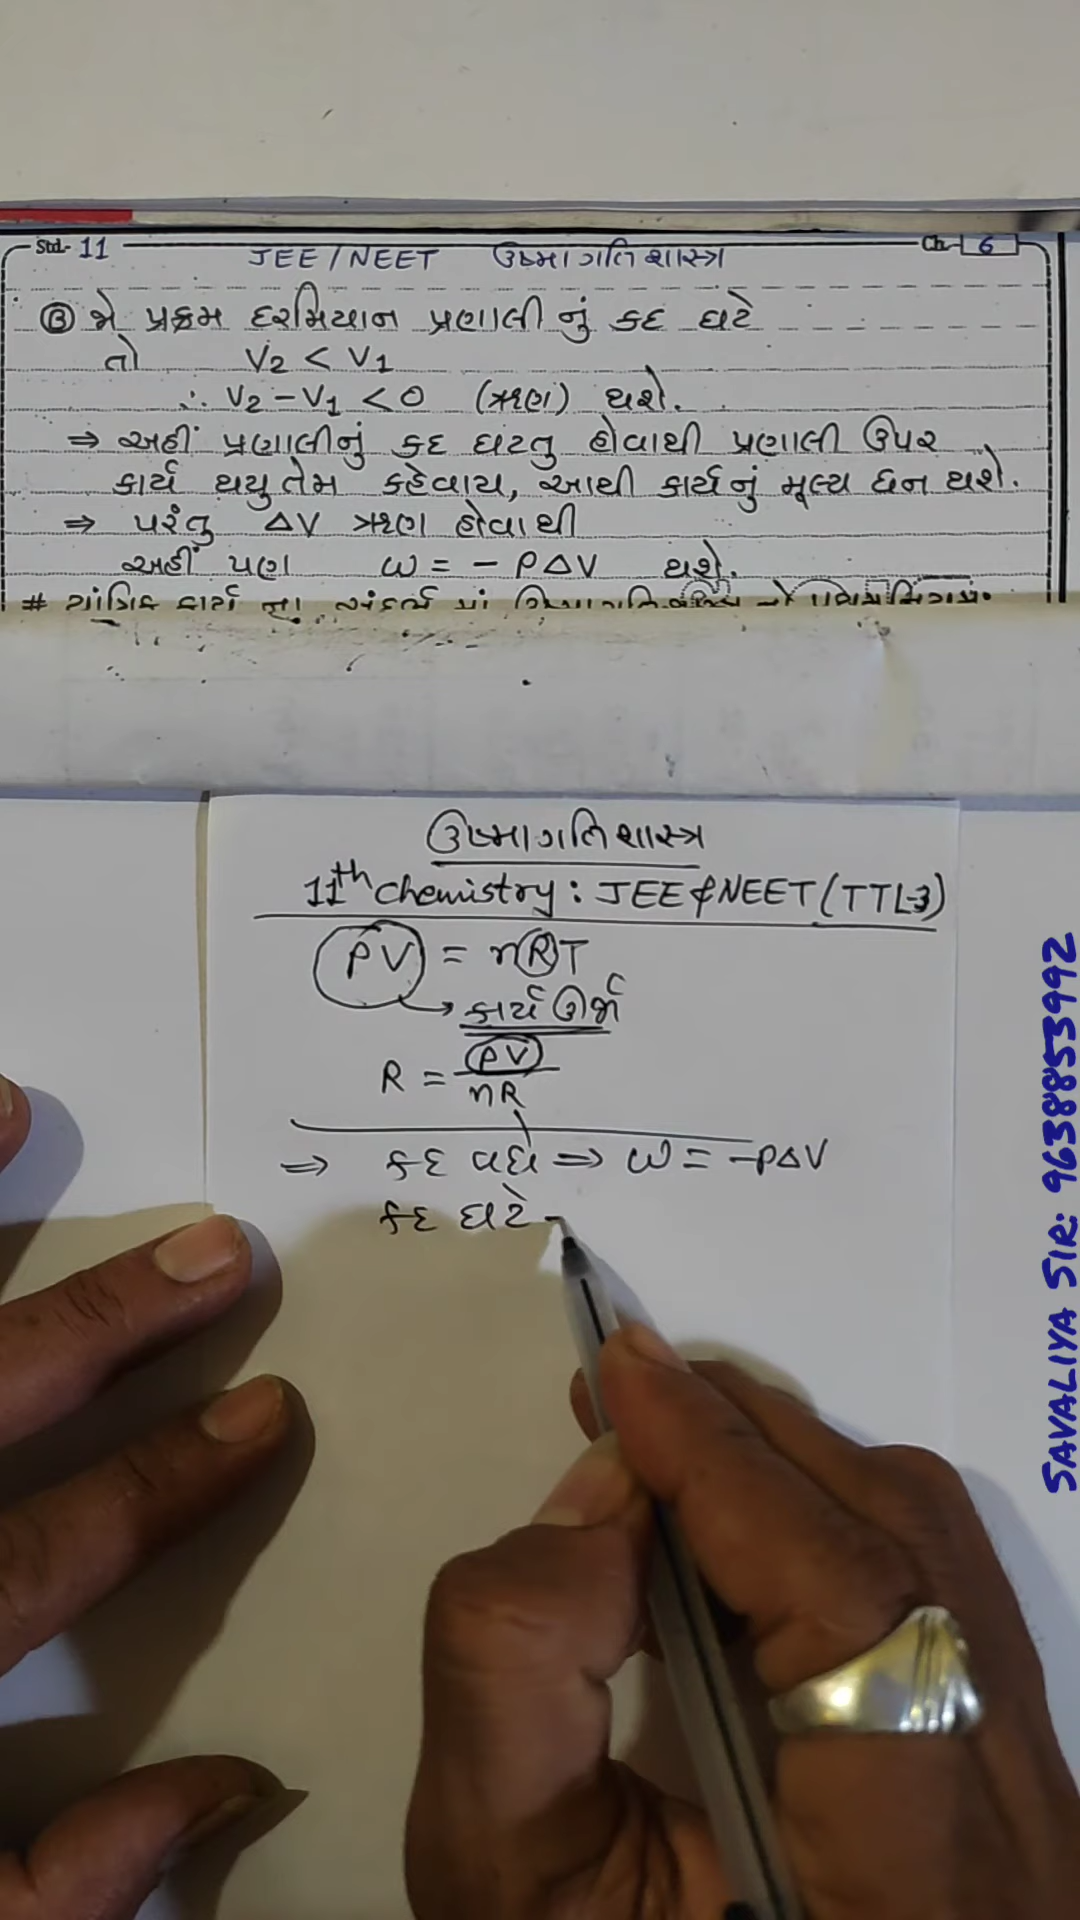 Std.- 11 JEE/NEET ઉષ્માગતિશાસ્ત્ર Ch.- 6
(B) જો પ્રક્રમ દરમિયાન પ્રણાલીનું કદ ઘટે
તો V2 < V1
∴ V2 - V1 < 0 (ઋણ) થશે.
⇒ અહીં પ્રણાલીનું કદ ઘટતુ હોવાથી પ્રણાલી ઉપર
કાર્ય થયુ તેમ કહેવાય, આથી કાર્યનું મૂલ્ય ધન થશે.
⇒ પરંતુ ΔV ઋણ હોવાથી
અહીં પણ w = - PΔV થશે.
ઉષ્માગતિશાસ્ત્ર
11th chemistry: JEE & NEET (TTL-3)
PV = nRT
→ કાર્ય ઊર્જા
R = PV / nR
⇒ કદ વધે ⇒ w = -PΔV
કદ ઘટે -
SAVALIYA SIR: 9638853992